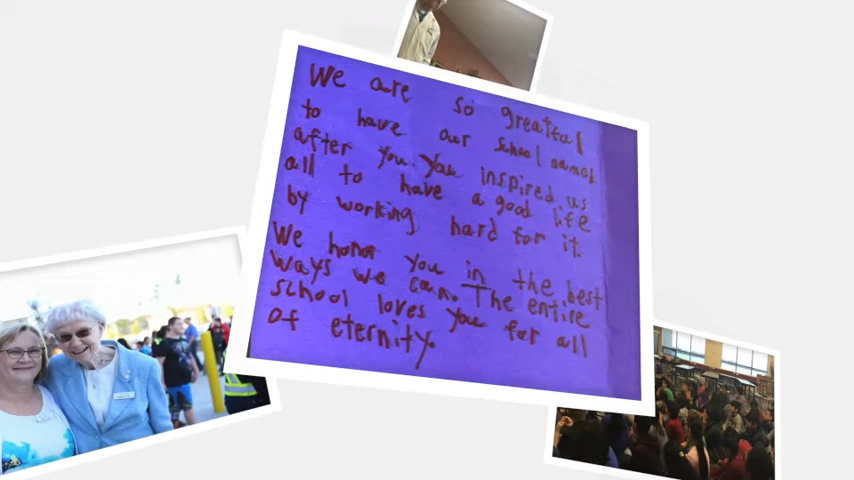 We are so greatful
to have our school named
after you. You inspired us
all to have a good life
by working hard for it.
We honor you in the best
ways we can. The entire
school loves you for all
of eternity.